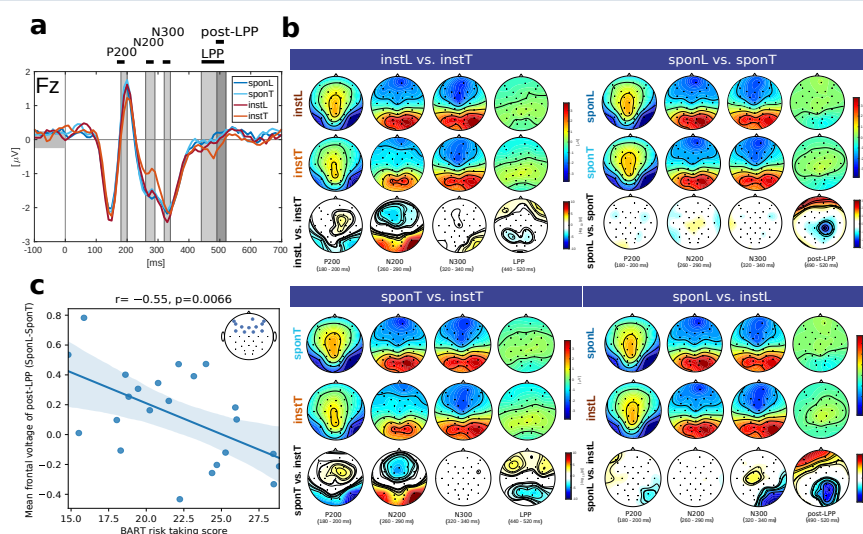 a
P200
N200
N300
post-LPP
LPP
Fz
sponL
sponT
instL
instT
2
1
0
-1
-2
-3
[μV]
-100 0 100 200 300 400 500 600 700
[ms]
b
instL vs. instT
instL
instT
instL vs. instT
P200 N200 N300 LPP
(180 - 200 ms) (260 - 290 ms) (320 - 340 ms) (440 - 520 ms)
sponL vs. sponT
sponL
sponT
sponL vs. sponT
P200 N200 N300 post-LPP
(180 - 200 ms) (260 - 290 ms) (320 - 340 ms) (490 - 520 ms)
c
r= −0.55, p=0.0066
Mean frontal voltage of post-LPP (SponL-SponT)
0.8
0.6
0.4
0.2
0.0
−0.2
−0.4
15.0 17.5 20.0 22.5 25.0 27.5
BART risk taking score
sponT vs. instT
sponT
instT
sponT vs. instT
P200 N200 N300 LPP
(180 - 200 ms) (260 - 290 ms) (320 - 340 ms) (440 - 520 ms)
sponL vs. instL
sponL
instL
sponL vs. instL
P200 N200 N300 post-LPP
(180 - 200 ms) (260 - 290 ms) (320 - 340 ms) (490 - 520 ms)